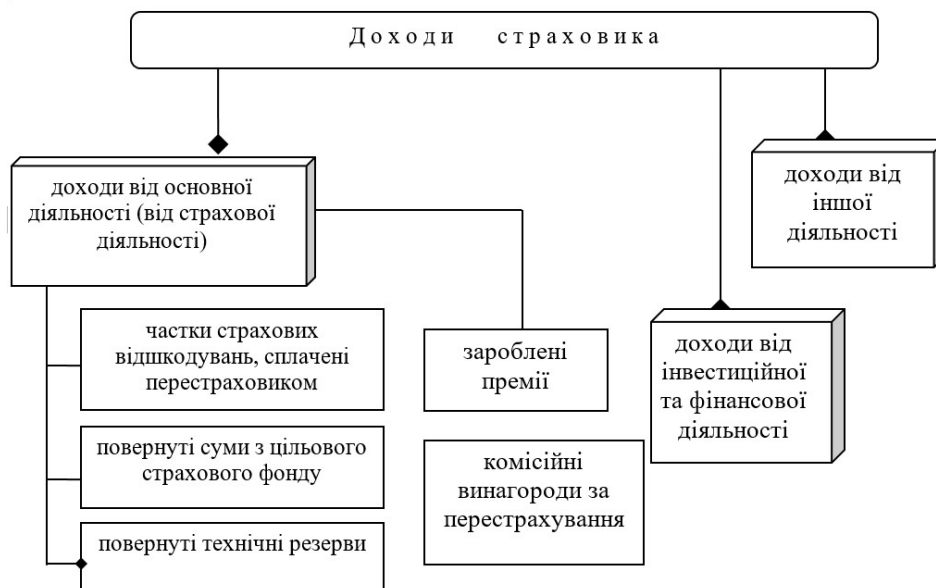 Доходи страховика
доходи від основної
діяльності (від страхової
діяльності)
доходи від
іншої
діяльності
частки страхових
відшкодувань, сплачені
перестраховиком
зароблені
премії
доходи від
інвестиційної
та фінансової
діяльності
повернуті суми з цільового
страхового фонду
комісійні
винагороди за
перестрахування
повернуті технічні резерви